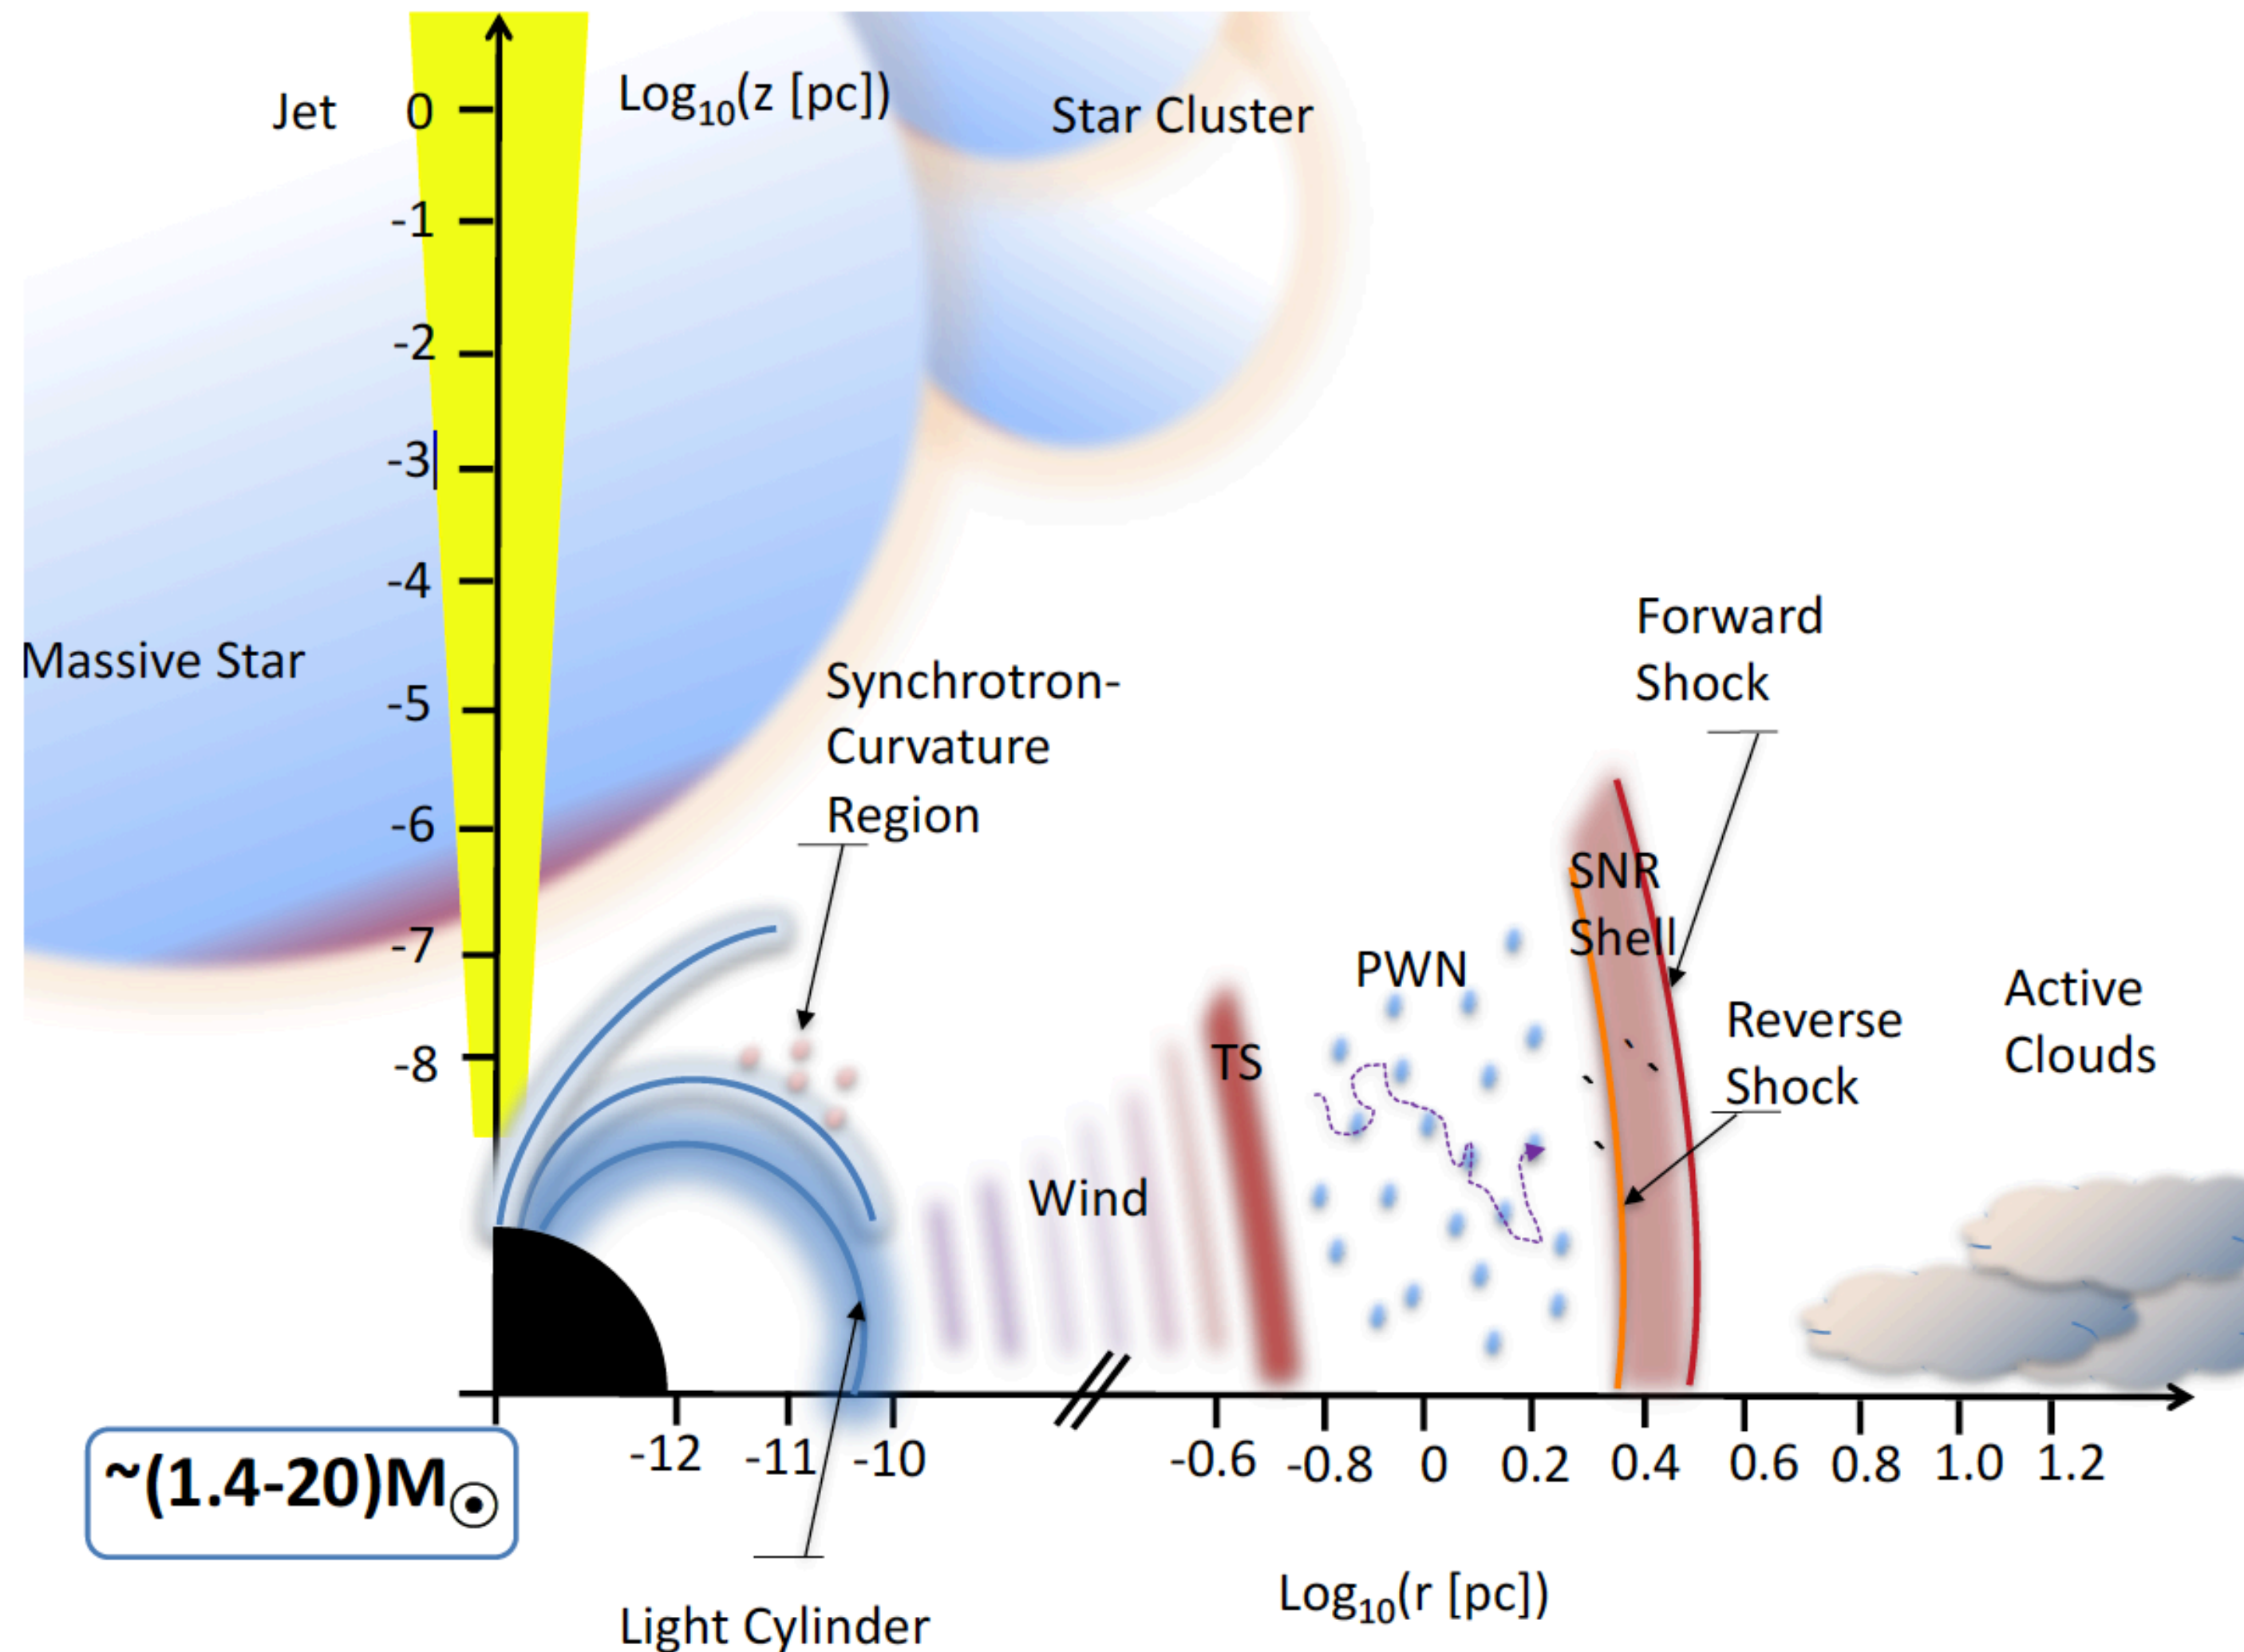 Jet
Log₁₀(z [pc])
Star Cluster
0
-1
-2
-3
-4
-5
-6
-7
-8
Massive Star
Synchrotron-
Curvature
Region
Forward
Shock
SNR
Shell
PWN
TS
Wind
Reverse
Shock
Active
Clouds
-12 -11 -10 -0.6 -0.8 0 0.2 0.4 0.6 0.8 1.0 1.2
~(1.4-20)M☉
Log₁₀(r [pc])
Light Cylinder